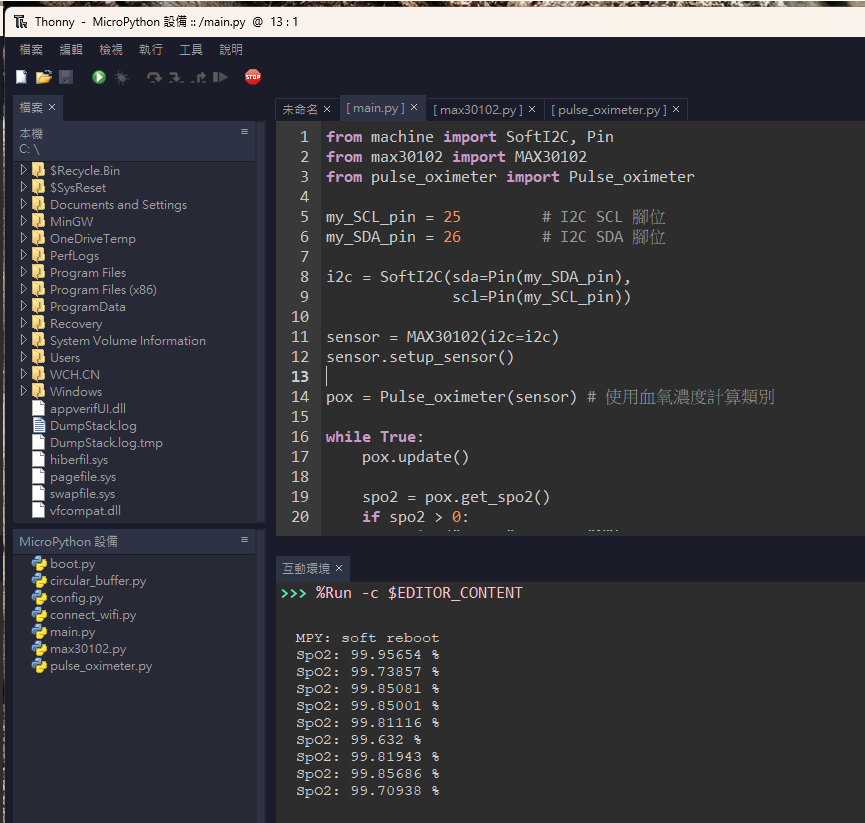 Thonny - MicroPython 設備 :: /main.py @ 13 : 1
檔案 編輯 檢視 執行 工具 說明
STOP
檔案 ×
本機
C: \
$Recycle.Bin
$SysReset
Documents and Settings
MinGW
OneDriveTemp
PerfLogs
Program Files
Program Files (x86)
ProgramData
Recovery
System Volume Information
Users
WCH.CN
Windows
appverifUI.dll
DumpStack.log
DumpStack.log.tmp
hiberfil.sys
pagefile.sys
swapfile.sys
vfcompat.dll
MicroPython 設備
boot.py
circular_buffer.py
config.py
connect_wifi.py
main.py
max30102.py
pulse_oximeter.py
未命名 × [ main.py ] × [ max30102.py ] × [ pulse_oximeter.py ] ×
1 from machine import SoftI2C, Pin
2 from max30102 import MAX30102
3 from pulse_oximeter import Pulse_oximeter
4
5 my_SCL_pin = 25 # I2C SCL 腳位
6 my_SDA_pin = 26 # I2C SDA 腳位
7
8 i2c = SoftI2C(sda=Pin(my_SDA_pin),
9 scl=Pin(my_SCL_pin))
10
11 sensor = MAX30102(i2c=i2c)
12 sensor.setup_sensor()
13
14 pox = Pulse_oximeter(sensor) # 使用血氧濃度計算類別
15
16 while True:
17 pox.update()
18
19 spo2 = pox.get_spo2()
20 if spo2 > 0:
互動環境 ×
>>> %Run -c $EDITOR_CONTENT
MPY: soft reboot
SpO2: 99.95654 %
SpO2: 99.73857 %
SpO2: 99.85081 %
SpO2: 99.85001 %
SpO2: 99.81116 %
SpO2: 99.632 %
SpO2: 99.81943 %
SpO2: 99.85686 %
SpO2: 99.70938 %